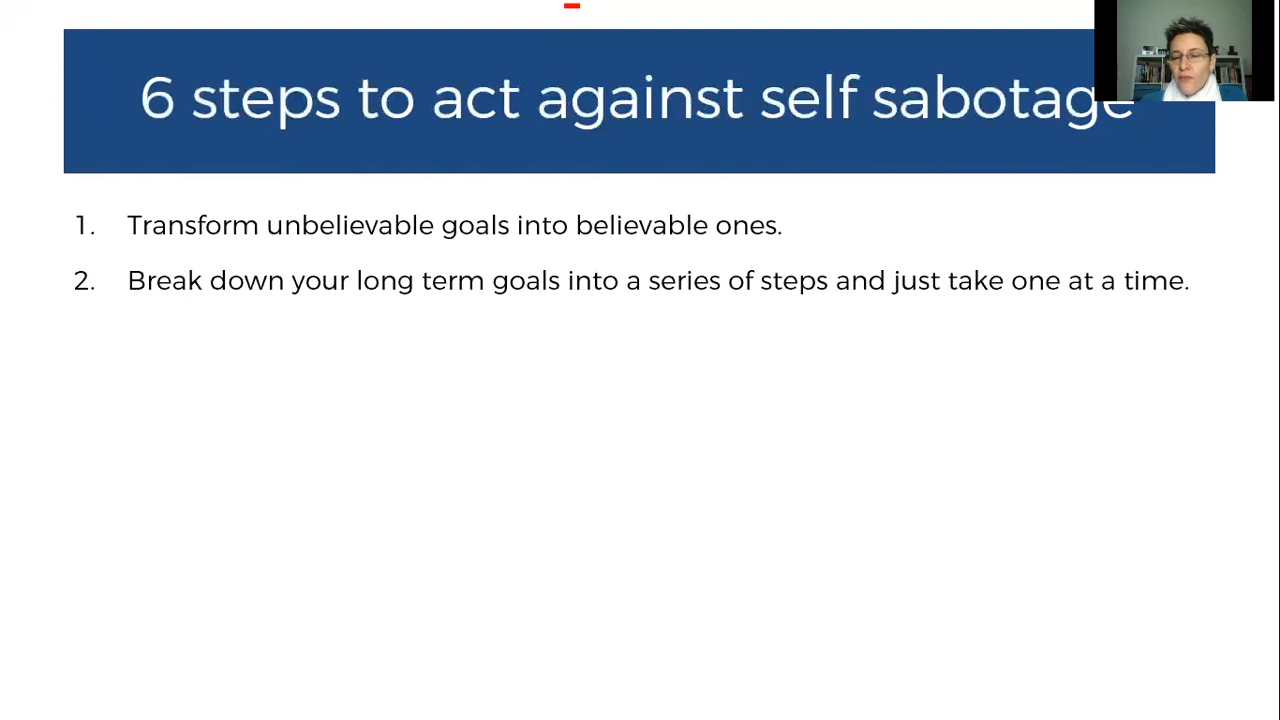 6 steps to act against self sabotage
1. Transform unbelievable goals into believable ones.
2. Break down your long term goals into a series of steps and just take one at a time.